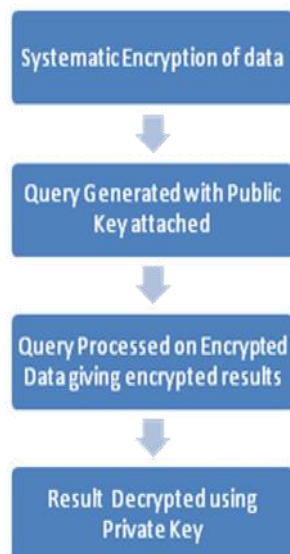 Systematic Encryption of data
Query Generated with Public
Key attached
Query Processed on Encrypted
Data giving encrypted results
Result Decrypted using
Private Key